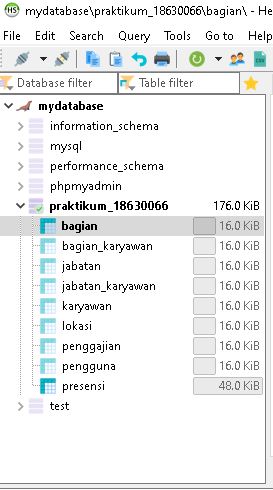 HS mydatabase\praktikum_18630066\bagian\ - He
File Edit Search Query Tools Go to Help
Database filter Table filter
mydatabase
information_schema
mysql
performance_schema
phpmyadmin
praktikum_18630066 176.0 KiB
bagian 16.0 KiB
bagian_karyawan 16.0 KiB
jabatan 16.0 KiB
jabatan_karyawan 16.0 KiB
karyawan 16.0 KiB
lokasi 16.0 KiB
penggajian 16.0 KiB
pengguna 16.0 KiB
presensi 48.0 KiB
test